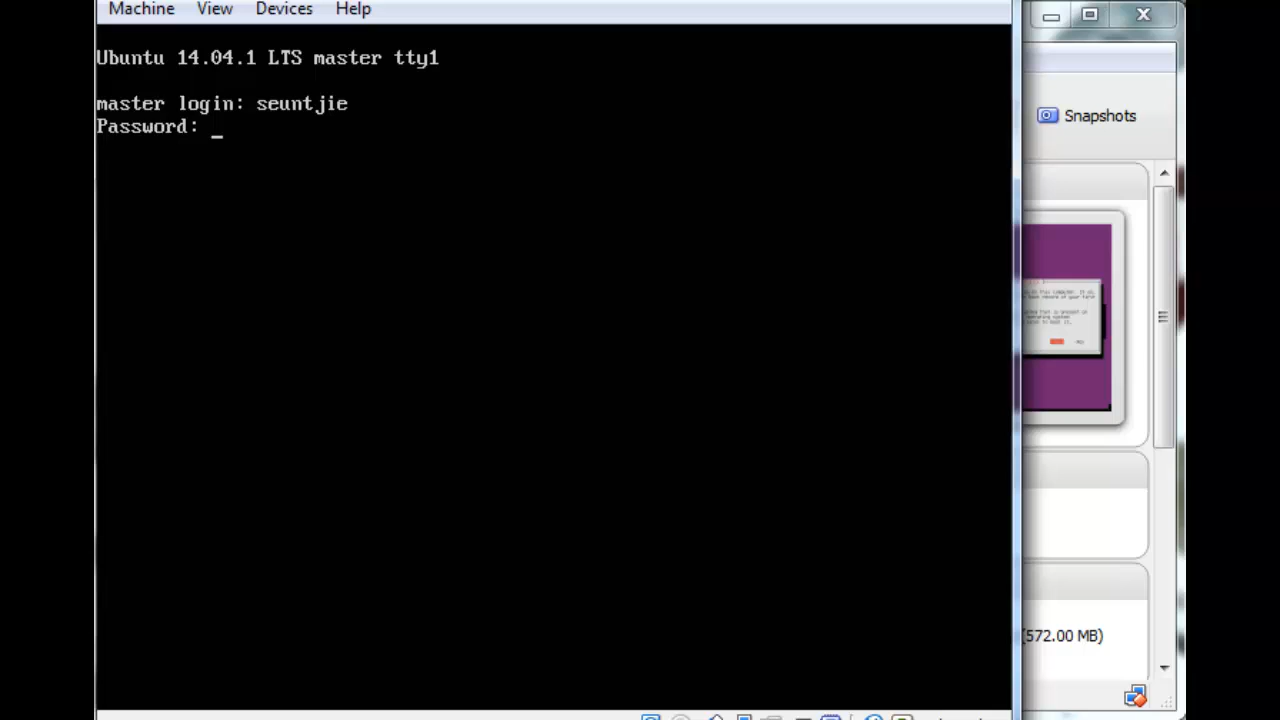 Machine View Devices Help
Ubuntu 14.04.1 LTS master tty1
master login: seuntjie
Password: _
Snapshots
(572.00 MB)